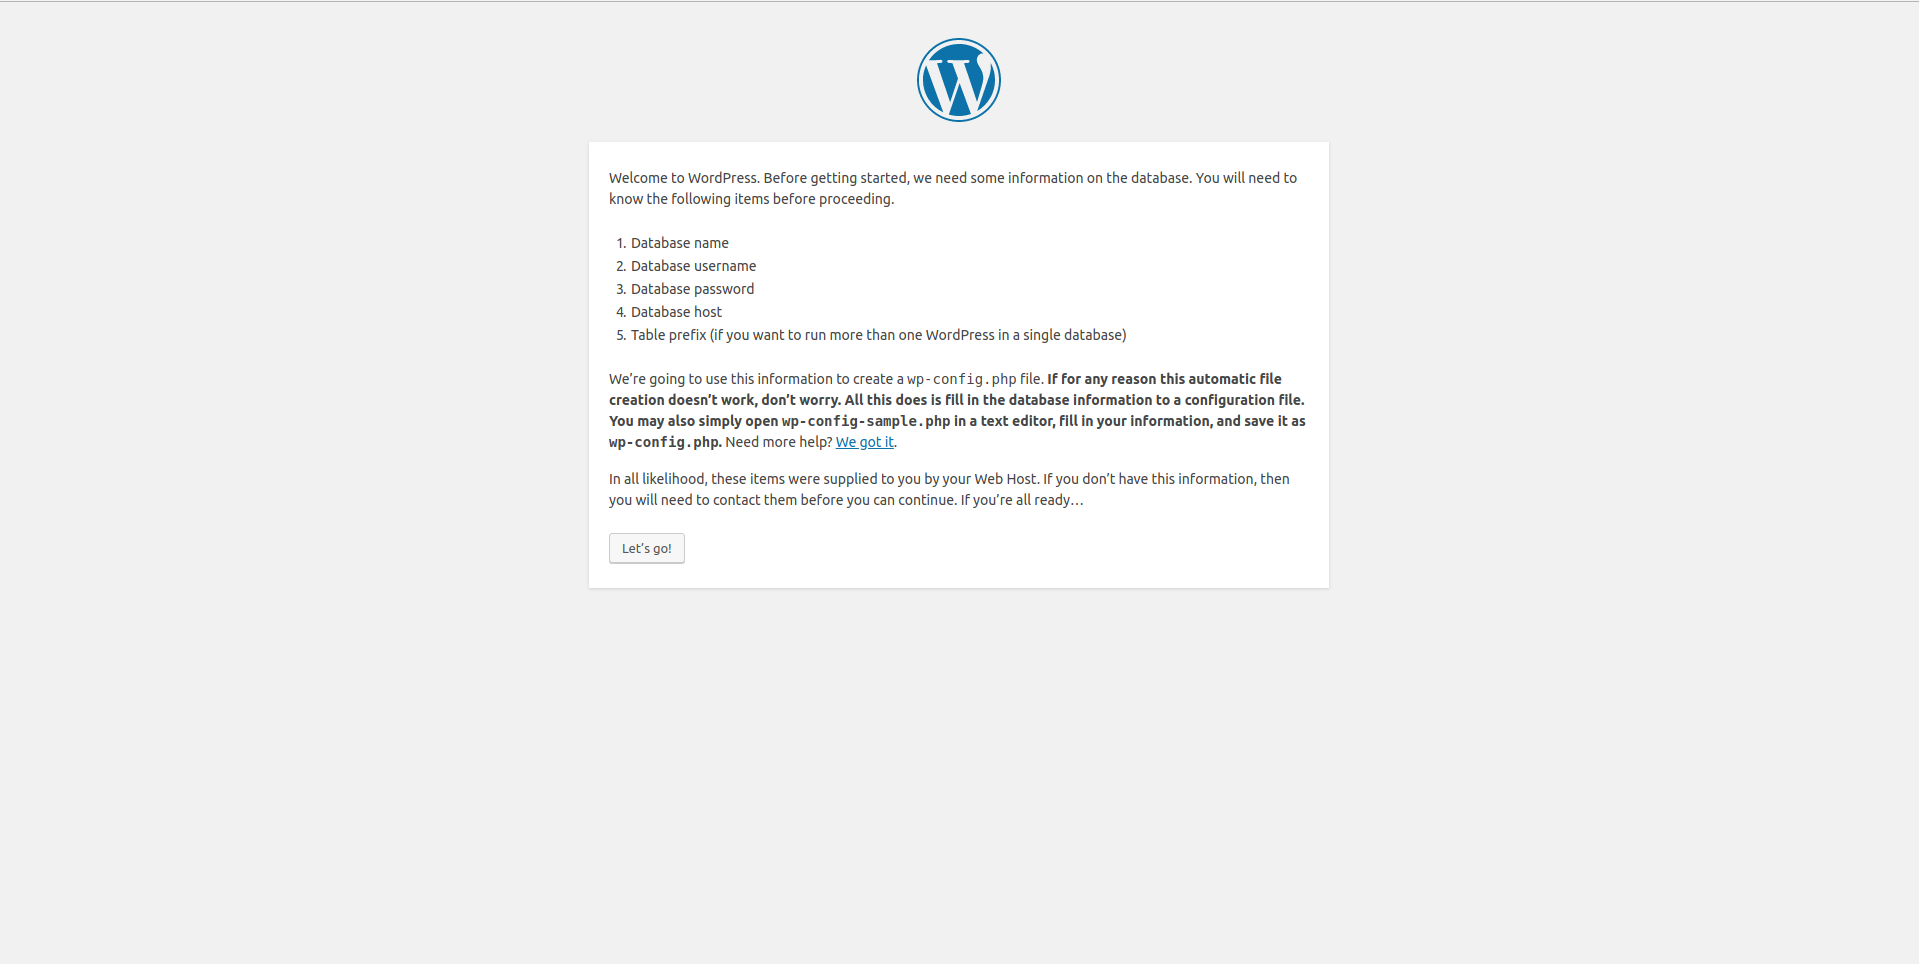 Welcome to WordPress. Before getting started, we need some information on the database. You will need to
know the following items before proceeding.
1. Database name
2. Database username
3. Database password
4. Database host
5. Table prefix (if you want to run more than one WordPress in a single database)
We’re going to use this information to create a wp-config.php file. If for any reason this automatic file
creation doesn’t work, don’t worry. All this does is fill in the database information to a configuration file.
You may also simply open wp-config-sample.php in a text editor, fill in your information, and save it as
wp-config.php. Need more help? We got it.
In all likelihood, these items were supplied to you by your Web Host. If you don’t have this information, then
you will need to contact them before you can continue. If you’re all ready…
Let’s go!